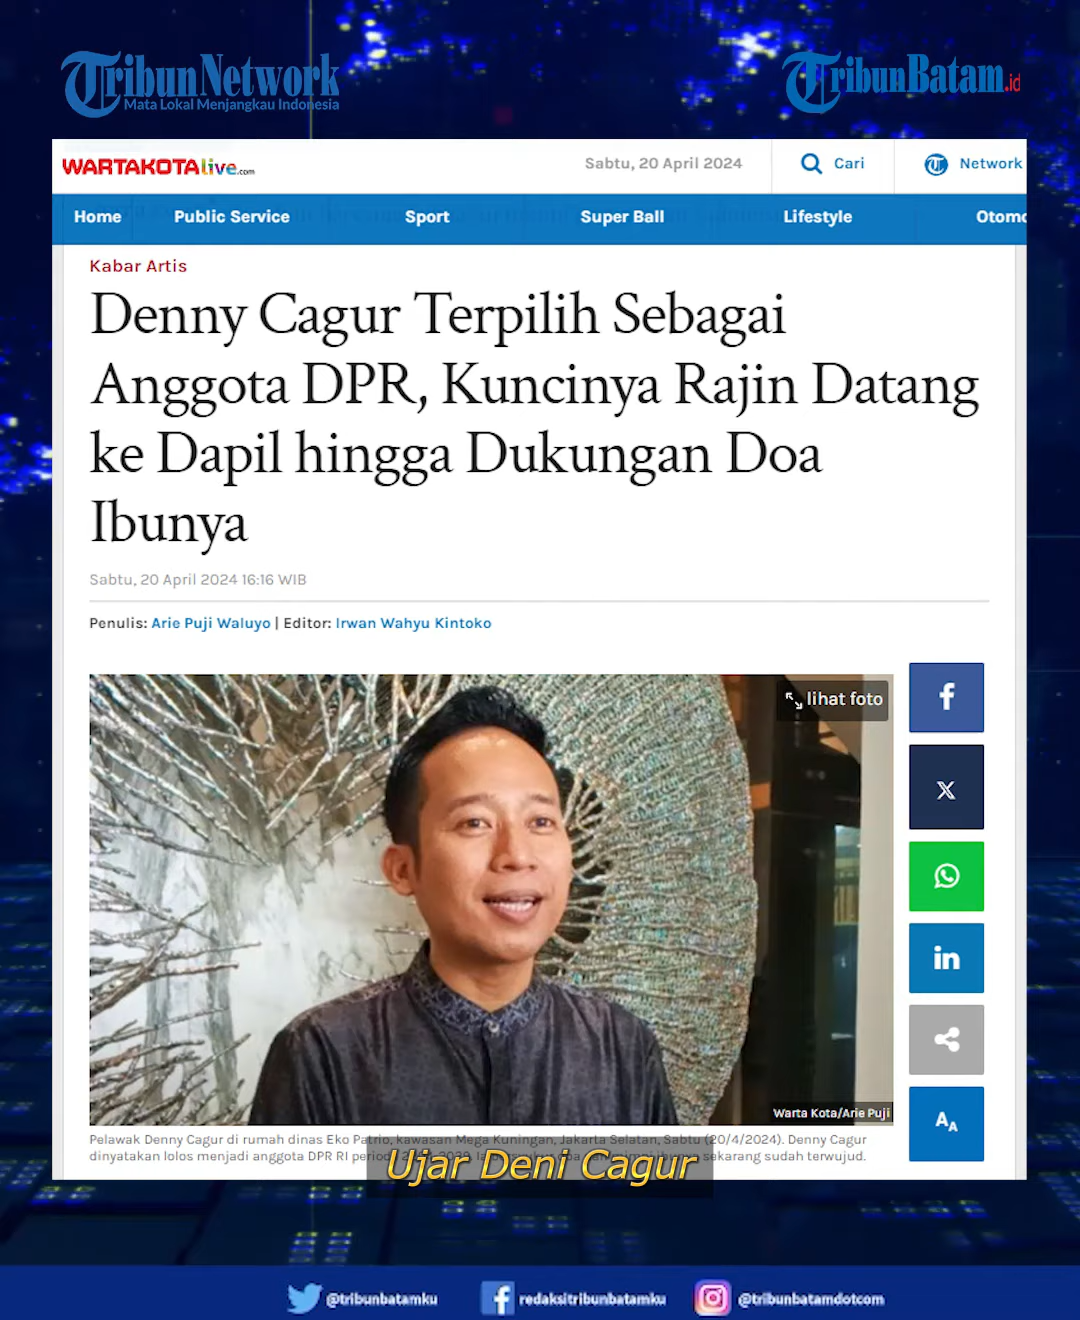 TribunNetwork
Mata Lokal Menjangkau Indonesia
TribunBatam.id
WARTAKOTAlive.com
Sabtu, 20 April 2024
Cari
Network
Home
Public Service
Sport
Super Ball
Lifestyle
Otomo
Kabar Artis
Denny Cagur Terpilih Sebagai
Anggota DPR, Kuncinya Rajin Datang
ke Dapil hingga Dukungan Doa
Ibunya
Sabtu, 20 April 2024 16:16 WIB
Penulis: Arie Puji Waluyo | Editor: Irwan Wahyu Kintoko
lihat foto
Warta Kota/Arie Puji
Pelawak Denny Cagur di rumah dinas Eko Patrio, kawasan Mega Kuningan, Jakarta Selatan, Sabtu (20/4/2024). Denny Cagur
dinyatakan lolos menjadi anggota DPR RI sekarang sudah terwujud.
Ujar Deni Cagur
@tribunbatamku
redaksitribunbatamku
@tribunbatamdotcom